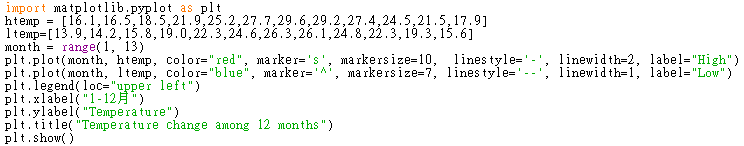 import matplotlib.pyplot as plt
htemp = [16.1,16.5,18.5,21.9,25.2,27.7,29.6,29.2,27.4,24.5,21.5,17.9]
ltemp=[13.9,14.2,15.8,19.0,22.3,24.6,26.3,26.1,24.8,22.3,19.3,15.6]
month = range(1, 13)
plt.plot(month, htemp, color="red", marker='s', markersize=10,  linestyle='-', linewidth=2, label="High")
plt.plot(month, ltemp, color="blue", marker='^', markersize=7, linestyle='--', linewidth=1, label="Low")
plt.legend(loc="upper left")
plt.xlabel("1-12月")
plt.ylabel("Temperature")
plt.title("Temperature change among 12 months")
plt.show()